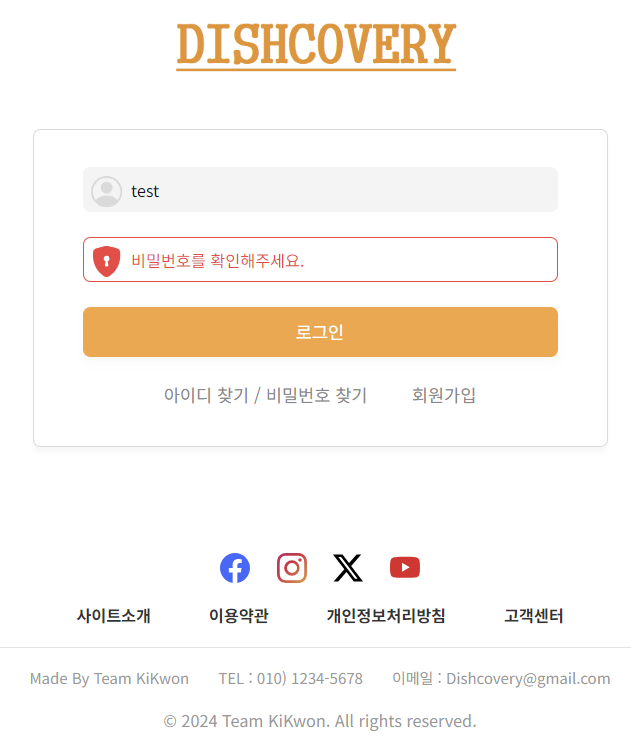 DISHCOVERY
test
비밀번호를 확인해주세요.
로그인
아이디 찾기 / 비밀번호 찾기 회원가입
사이트소개 이용약관 개인정보처리방침 고객센터
Made By Team KiKwon TEL : 010) 1234-5678 이메일 : Dishcovery@gmail.com
© 2024 Team KiKwon. All rights reserved.